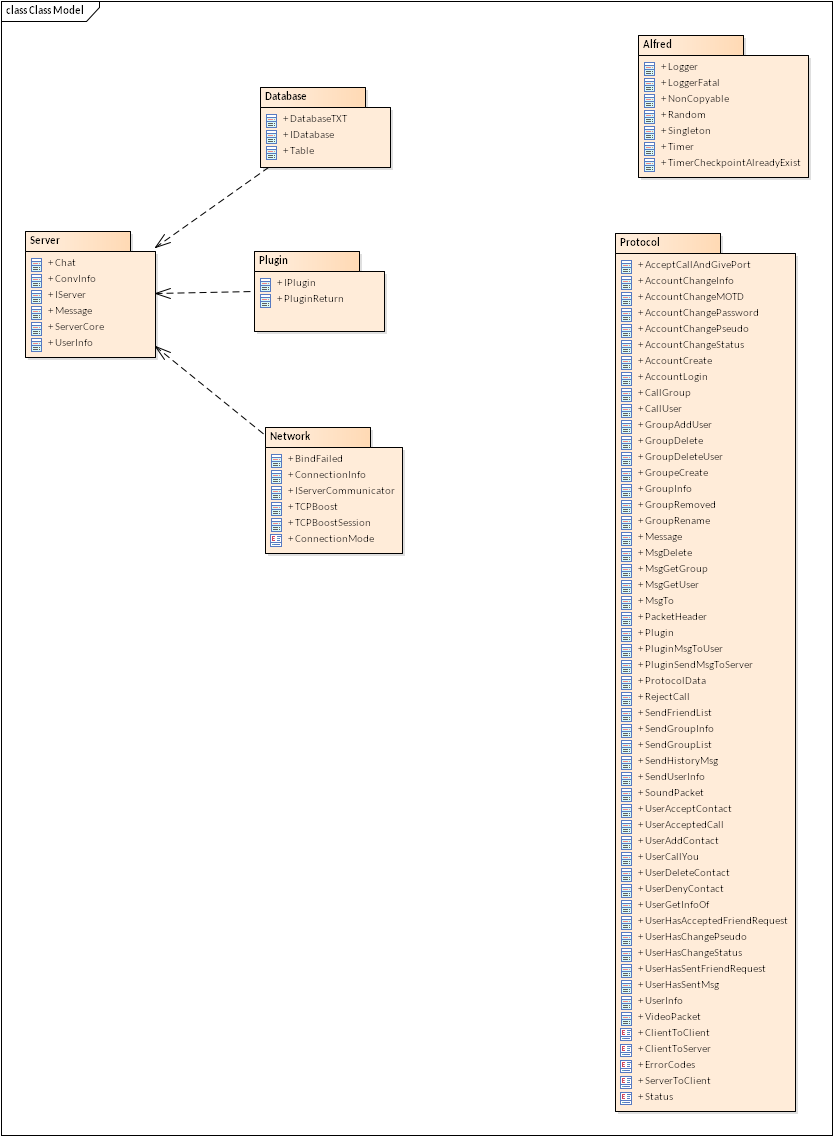 class Class Model
Alfred
+ Logger
+ LoggerFatal
+ NonCopyable
+ Random
+ Singleton
+ Timer
+ TimerCheckpointAlreadyExist
Database
+ DatabaseTXT
+ IDatabase
+ Table
Server
+ Chat
+ ConvInfo
+ IServer
+ Message
+ ServerCore
+ UserInfo
Plugin
+ IPlugin
+ PluginReturn
Network
+ BindFailed
+ ConnectionInfo
+ IServerCommunicator
+ TCPBoost
+ TCPBoostSession
+ ConnectionMode
Protocol
+ AcceptCallAndGivePort
+ AccountChangeInfo
+ AccountChangeMOTD
+ AccountChangePassword
+ AccountChangePseudo
+ AccountChangeStatus
+ AccountCreate
+ AccountLogin
+ CallGroup
+ CallUser
+ GroupAddUser
+ GroupDelete
+ GroupDeleteUser
+ GroupeCreate
+ GroupInfo
+ GroupRemoved
+ GroupRename
+ Message
+ MsgDelete
+ MsgGetGroup
+ MsgGetUser
+ MsgTo
+ PacketHeader
+ Plugin
+ PluginMsgToUser
+ PluginSendMsgToServer
+ ProtocolData
+ RejectCall
+ SendFriendList
+ SendGroupInfo
+ SendGroupList
+ SendHistoryMsg
+ SendUserInfo
+ SoundPacket
+ UserAcceptContact
+ UserAcceptedCall
+ UserAddContact
+ UserCallYou
+ UserDeleteContact
+ UserDenyContact
+ UserGetInfoOf
+ UserHasAcceptedFriendRequest
+ UserHasChangePseudo
+ UserHasChangeStatus
+ UserHasSentFriendRequest
+ UserHasSentMsg
+ UserInfo
+ VideoPacket
+ ClientToClient
+ ClientToServer
+ ErrorCodes
+ ServerToClient
+ Status